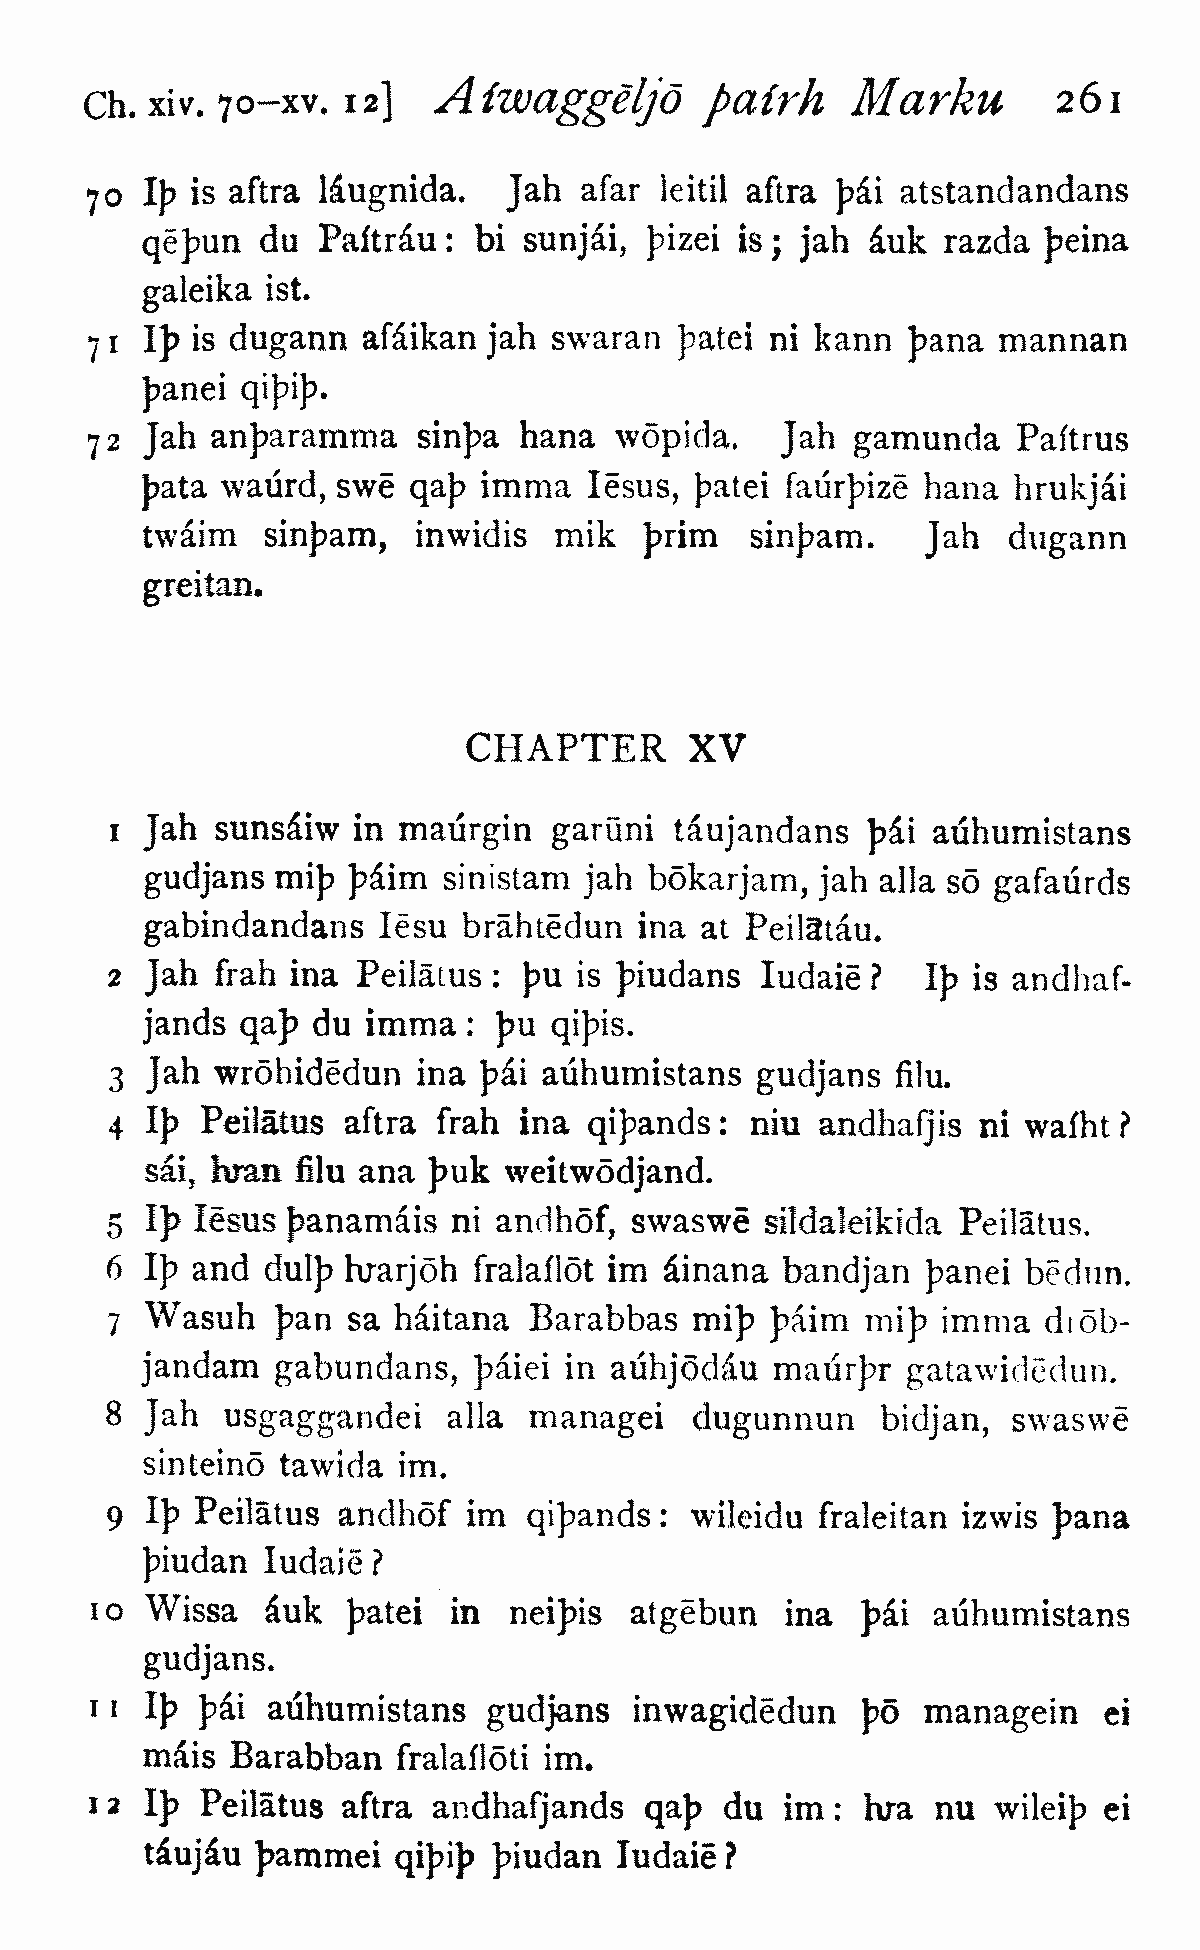 Ch. xiv. 70–xv. 12] Aíwaggēljō þaírh Marku 261
70 Iþ is aftra láugnida. Jah afar leitil aftra þái atstandandans
qēþun du Paítráu: bi sunjái, þizei is; jah áuk razda þeina
galeika ist.
71 Iþ is dugann afáikan jah swaran þatei ni kann þana mannan
þanei qiþiþ.
72 Jah anþaramma sinþa hana wōpida. Jah gamunda Paítrus
þata waúrd, swē qaþ imma Iēsus, þatei faúrþizē hana hrukjái
twáim sinþam, inwidis mik þrim sinþam. Jah dugann
greitan.
CHAPTER XV
1 Jah sunsáiw in maúrgin garūni táujandans þái aúhumistans
gudjans miþ þáim sinistam jah bōkarjam, jah alla sō gafaúrds
gabindandans Iēsu brāhtēdun ina at Peilātáu.
2 Jah frah ina Peilātus: þu is þiudans Iudaiē? Iþ is andhaf-
jands qaþ du imma: þu qiþis.
3 Jah wrōhidēdun ina þái aúhumistans gudjans filu.
4 Iþ Peilātus aftra frah ina qiþands: niu andhafjis ni waíht?
sái, ƕan filu ana þuk weitwōdjand.
5 Iþ Iēsus þanamáis ni andhōf, swaswē sildaleikida Peilātus.
6 Iþ and dulþ ƕarjōh fralaílōt im áinana bandjan þanei bēdun.
7 Wasuh þan sa háitana Barabbas miþ þáim miþ imma drōb-
jandam gabundans, þáiei in aúhjōdáu maúrþr gatawidēdun.
8 Jah usgaggandei alla managei dugunnun bidjan, swaswē
sinteinō tawida im.
9 Iþ Peilātus andhōf im qiþands: wileidu fraleitan izwis þana
þiudan Iudaiē?
10 Wissa áuk þatei in neiþis atgēbun ina þái aúhumistans
gudjans.
11 Iþ þái aúhumistans gudjans inwagidēdun þō managein ei
máis Barabban fralaílōti im.
12 Iþ Peilātus aftra andhafjands qaþ du im: ƕa nu wileiþ ei
táujáu þammei qiþiþ þiudan Iudaiē?